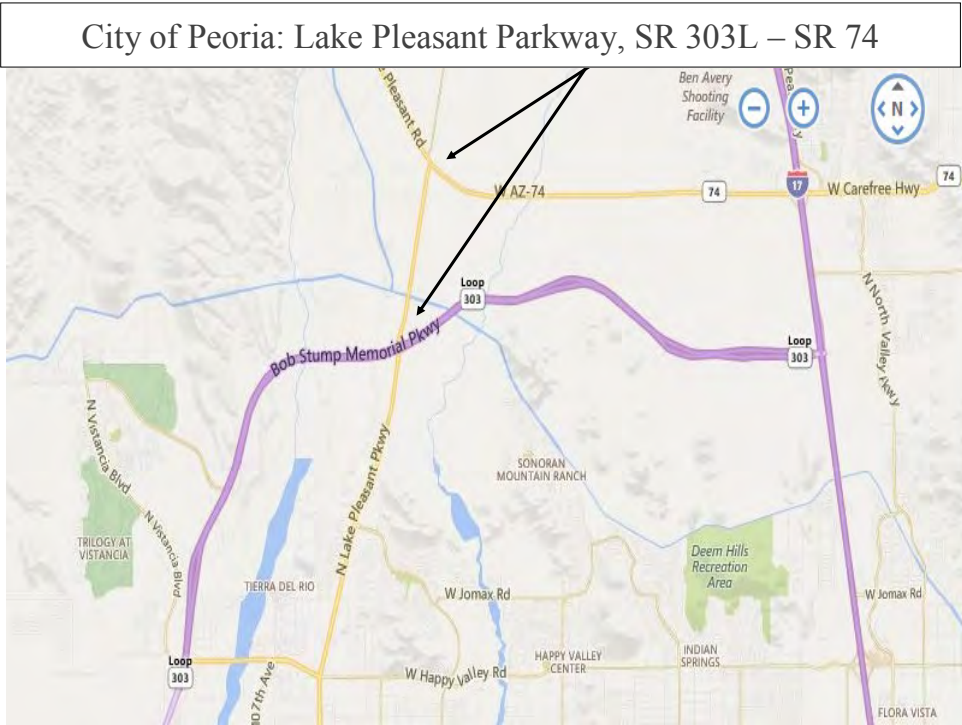 City of Peoria: Lake Pleasant Parkway, SR 303L – SR 74
Pleasant Rd
Ben Avery
Shooting
Facility
N
W AZ-74
74
17
W Carefree Hwy
74
Loop
303
Bob Stump Memorial Pkwy
Loop
303
N North Valley Pkwy
N Vistancia Blvd
N Lake Pleasant Pkwy
SONORAN
MOUNTAIN RANCH
N Vistancia Blvd
TRILOGY AT
VISTANCIA
TIERRA DEL RIO
Deem Hills
Recreation
Area
W Jomax Rd
W Jomax Rd
Loop
303
W Happy Valley Rd
HAPPY VALLEY
CENTER
INDIAN
SPRINGS
07th Ave
FLORA VISTA